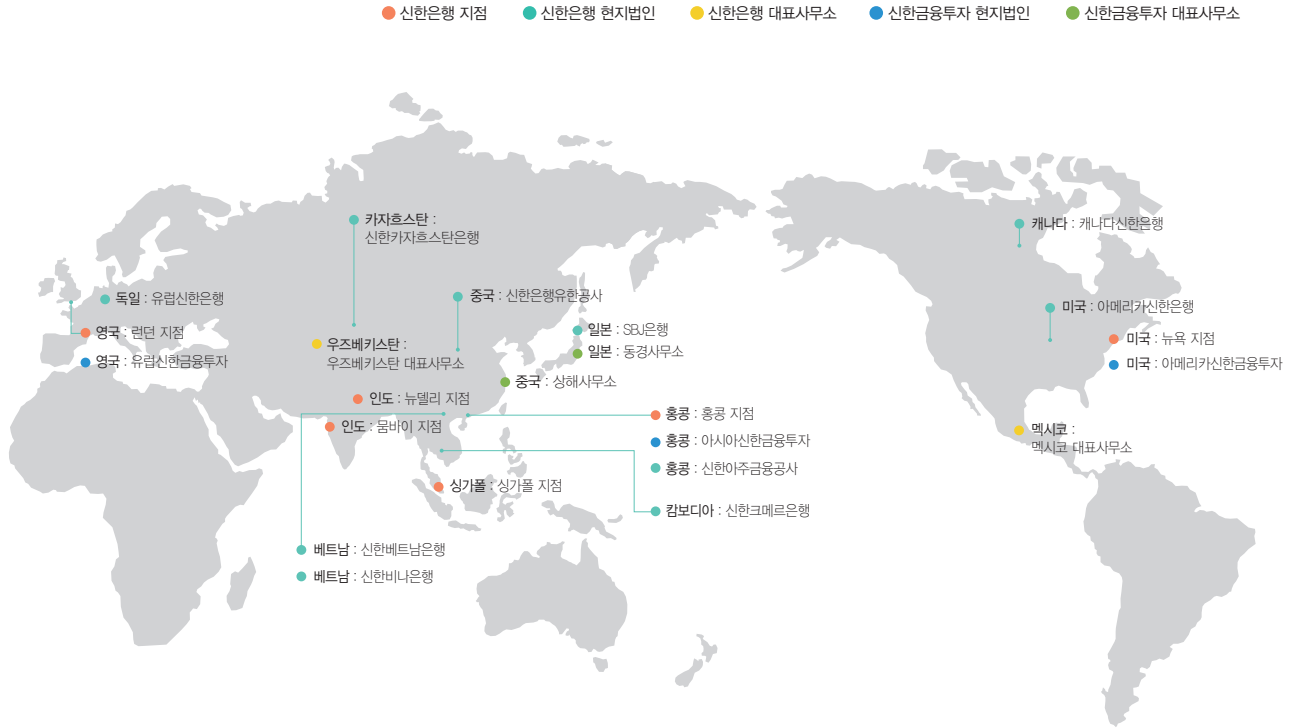 신한은행 지점
신한은행 현지법인
신한은행 대표사무소
신한금융투자 현지법인
신한금융투자 대표사무소
카자흐스탄 :
신한카자흐스탄은행
캐나다 : 캐나다신한은행
독일 : 유럽신한은행
중국 : 신한은행유한공사
미국 : 아메리카신한은행
영국 : 런던 지점
우즈베키스탄 :
우즈베키스탄 대표사무소
일본 : SBJ은행
일본 : 동경사무소
미국 : 뉴욕 지점
영국 : 유럽신한금융투자
미국 : 아메리카신한금융투자
중국 : 상해사무소
인도 : 뉴델리 지점
인도 : 뭄바이 지점
홍콩 : 홍콩 지점
홍콩 : 아시아신한금융투자
홍콩 : 신한아주금융공사
멕시코 :
멕시코 대표사무소
싱가폴 : 싱가폴 지점
캄보디아 : 신한크메르은행
베트남 : 신한베트남은행
베트남 : 신한비나은행